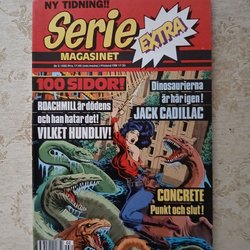 NY TIDNING!!
Serie
MAGASINET
EXTRA
100 SIDOR!
ROACHMILL är dödens
och han hatar det!
VILKET HUNDLIV!
Dinosaurierna
är här igen!
JACK CADILLAC
CONCRETE
Punkt och slut!